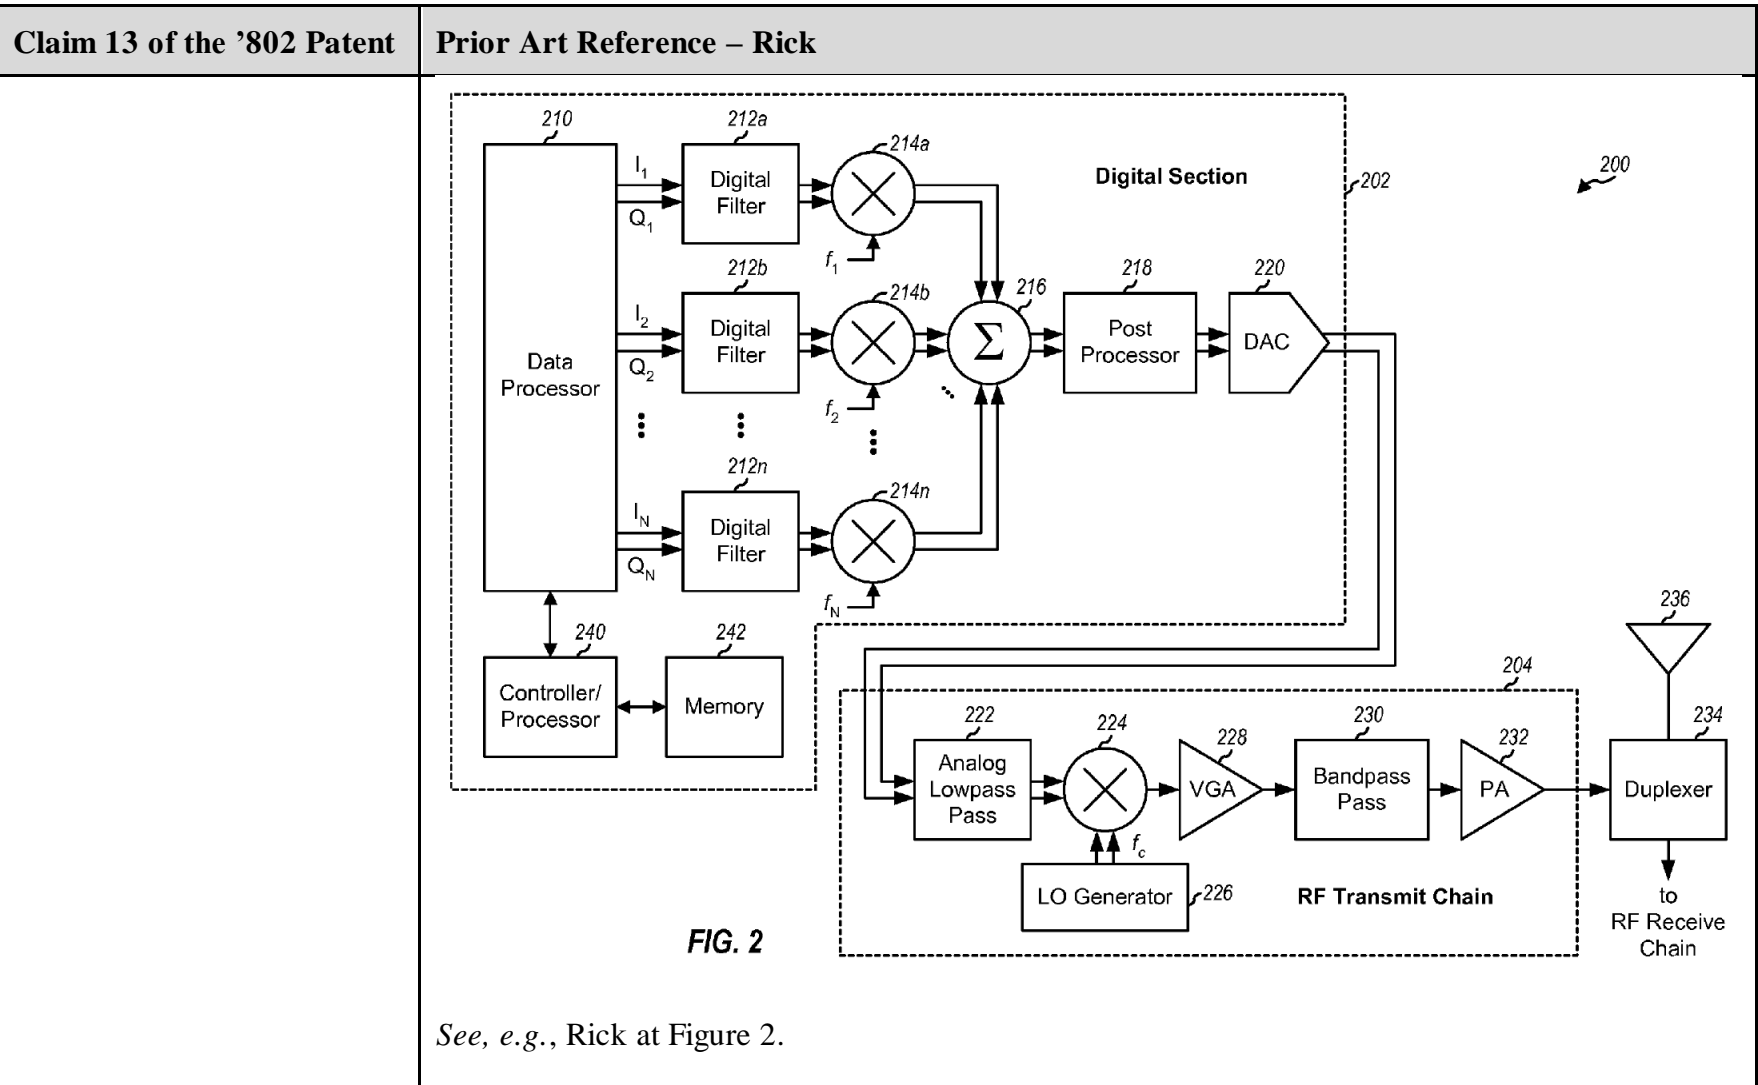 Claim 13 of the ’802 Patent
Prior Art Reference – Rick
210
212a
214a
I1
Q1
Digital
Filter
f1
Digital Section
202
200
212b
214b
I2
Q2
Digital
Filter
f2
216
Σ
218
Post
Processor
220
DAC
Data
Processor
212n
214n
IN
QN
Digital
Filter
fN
240
Controller/
Processor
242
Memory
236
204
222
Analog
Lowpass
Pass
224
fc
228
VGA
230
Bandpass
Pass
232
PA
234
Duplexer
LO Generator
226
RF Transmit Chain
to
RF Receive
Chain
FIG. 2
See, e.g., Rick at Figure 2.